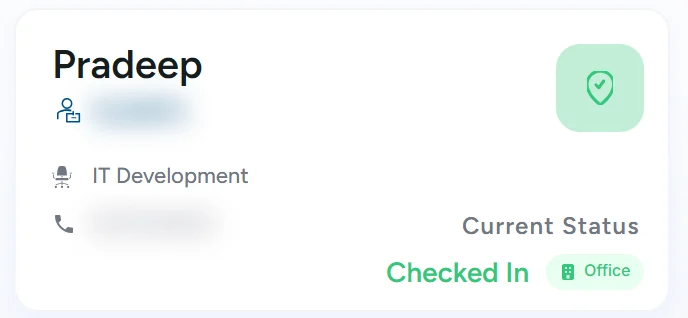 Pradeep
IT Development
Current Status
Checked In
Office